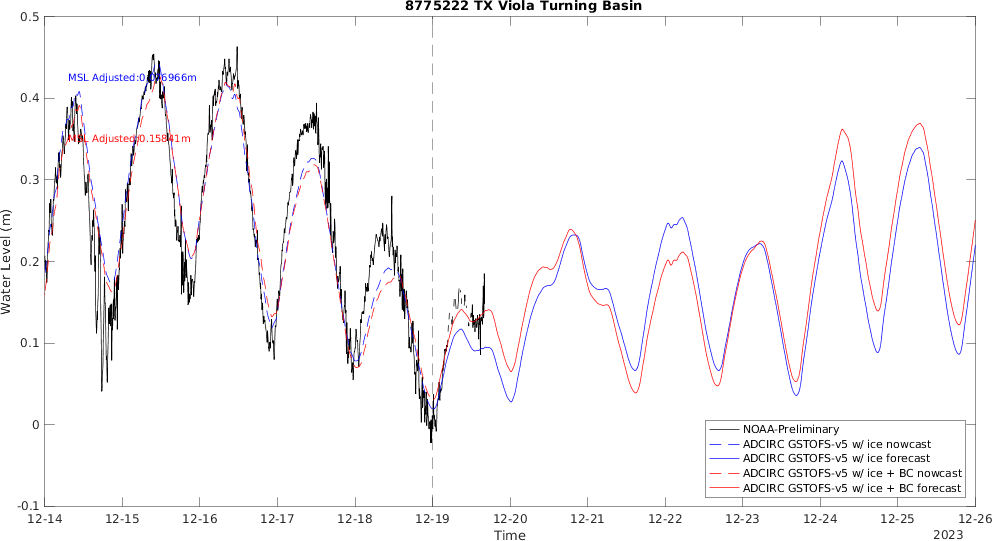 8775222 TX Viola Turning Basin
0.5
0.4
0.3
0.2
0.1
0
-0.1
Water Level (m)
MSL Adjusted:
MSL Adjusted:0.15841m
NOAA-Preliminary
ADCIRC GSTOFS-v5 w/ ice nowcast
ADCIRC GSTOFS-v5 w/ ice forecast
ADCIRC GSTOFS-v5 w/ ice + BC nowcast
ADCIRC GSTOFS-v5 w/ ice + BC forecast
12-14 12-15 12-16 12-17 12-18 12-19 12-20 12-21 12-22 12-23 12-24 12-25 12-26
Time
2023